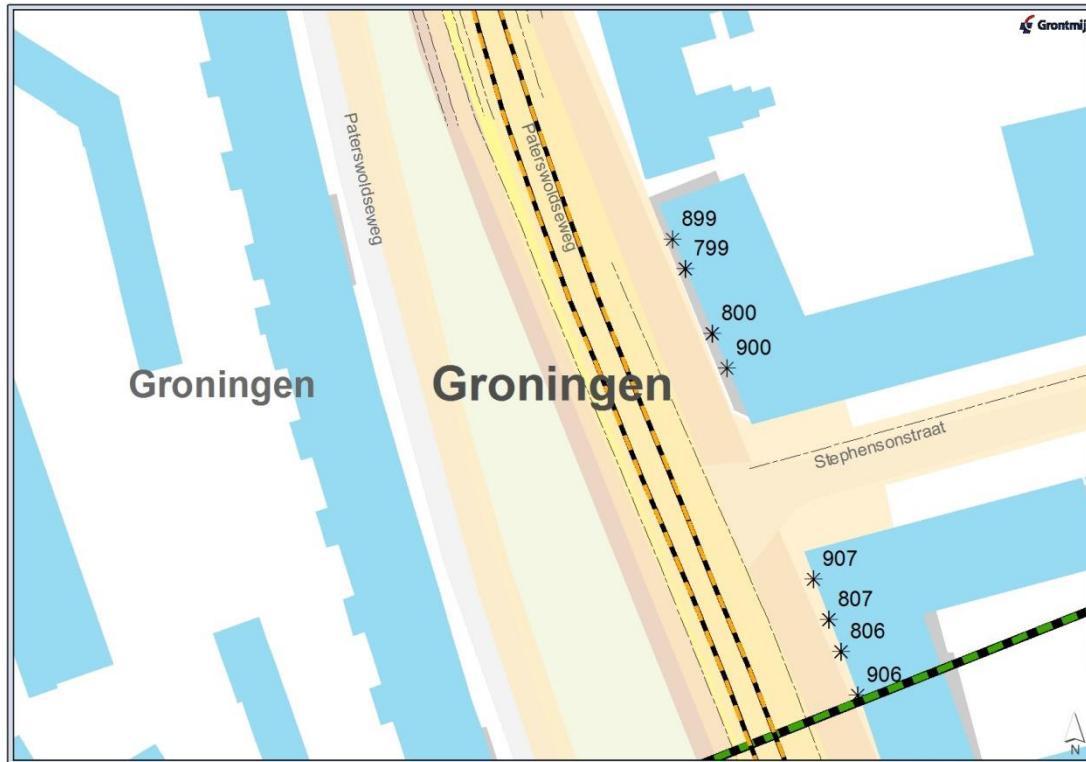 Grontmij
Paterswoldseweg
Paterswoldseweg
899
799
800
900
Groningen
Groningen
Stephensonstraat
907
807
806
906
N